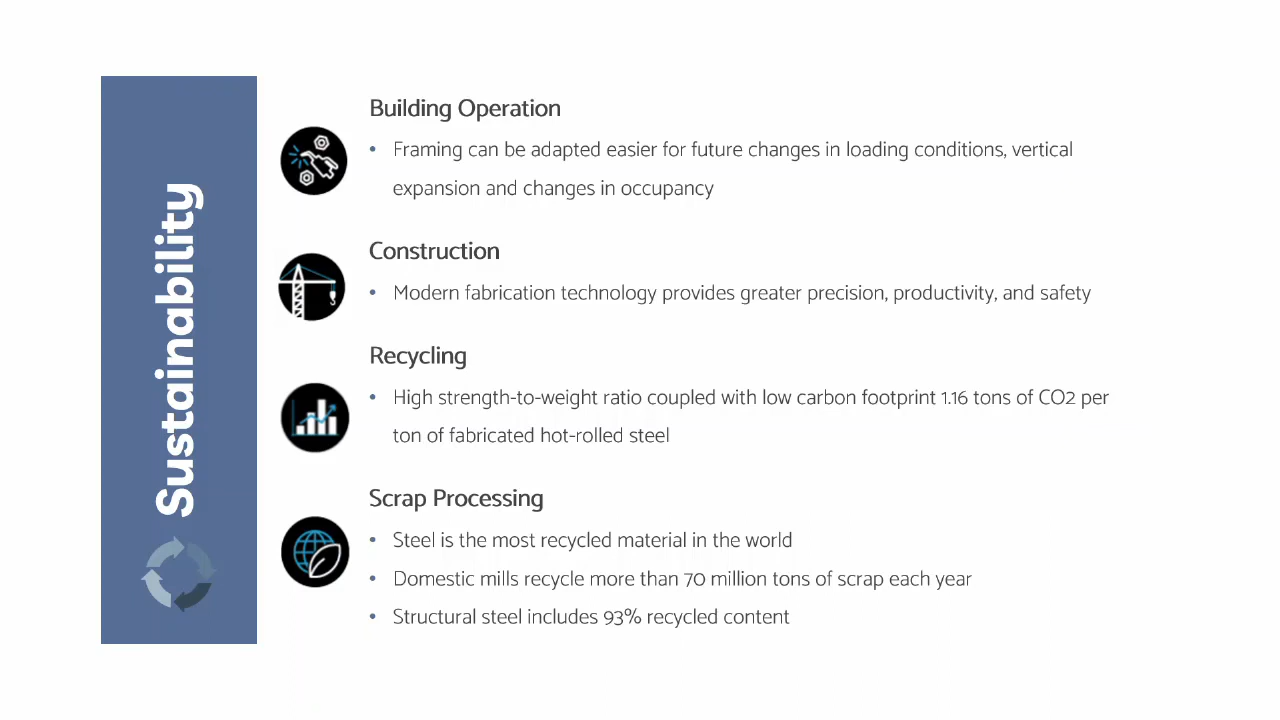 Sustainability
Building Operation
• Framing can be adapted easier for future changes in loading conditions, vertical
expansion and changes in occupancy
Construction
• Modern fabrication technology provides greater precision, productivity, and safety
Recycling
• High strength-to-weight ratio coupled with low carbon footprint 1.16 tons of CO2 per
ton of fabricated hot-rolled steel
Scrap Processing
• Steel is the most recycled material in the world
• Domestic mills recycle more than 70 million tons of scrap each year
• Structural steel includes 93% recycled content